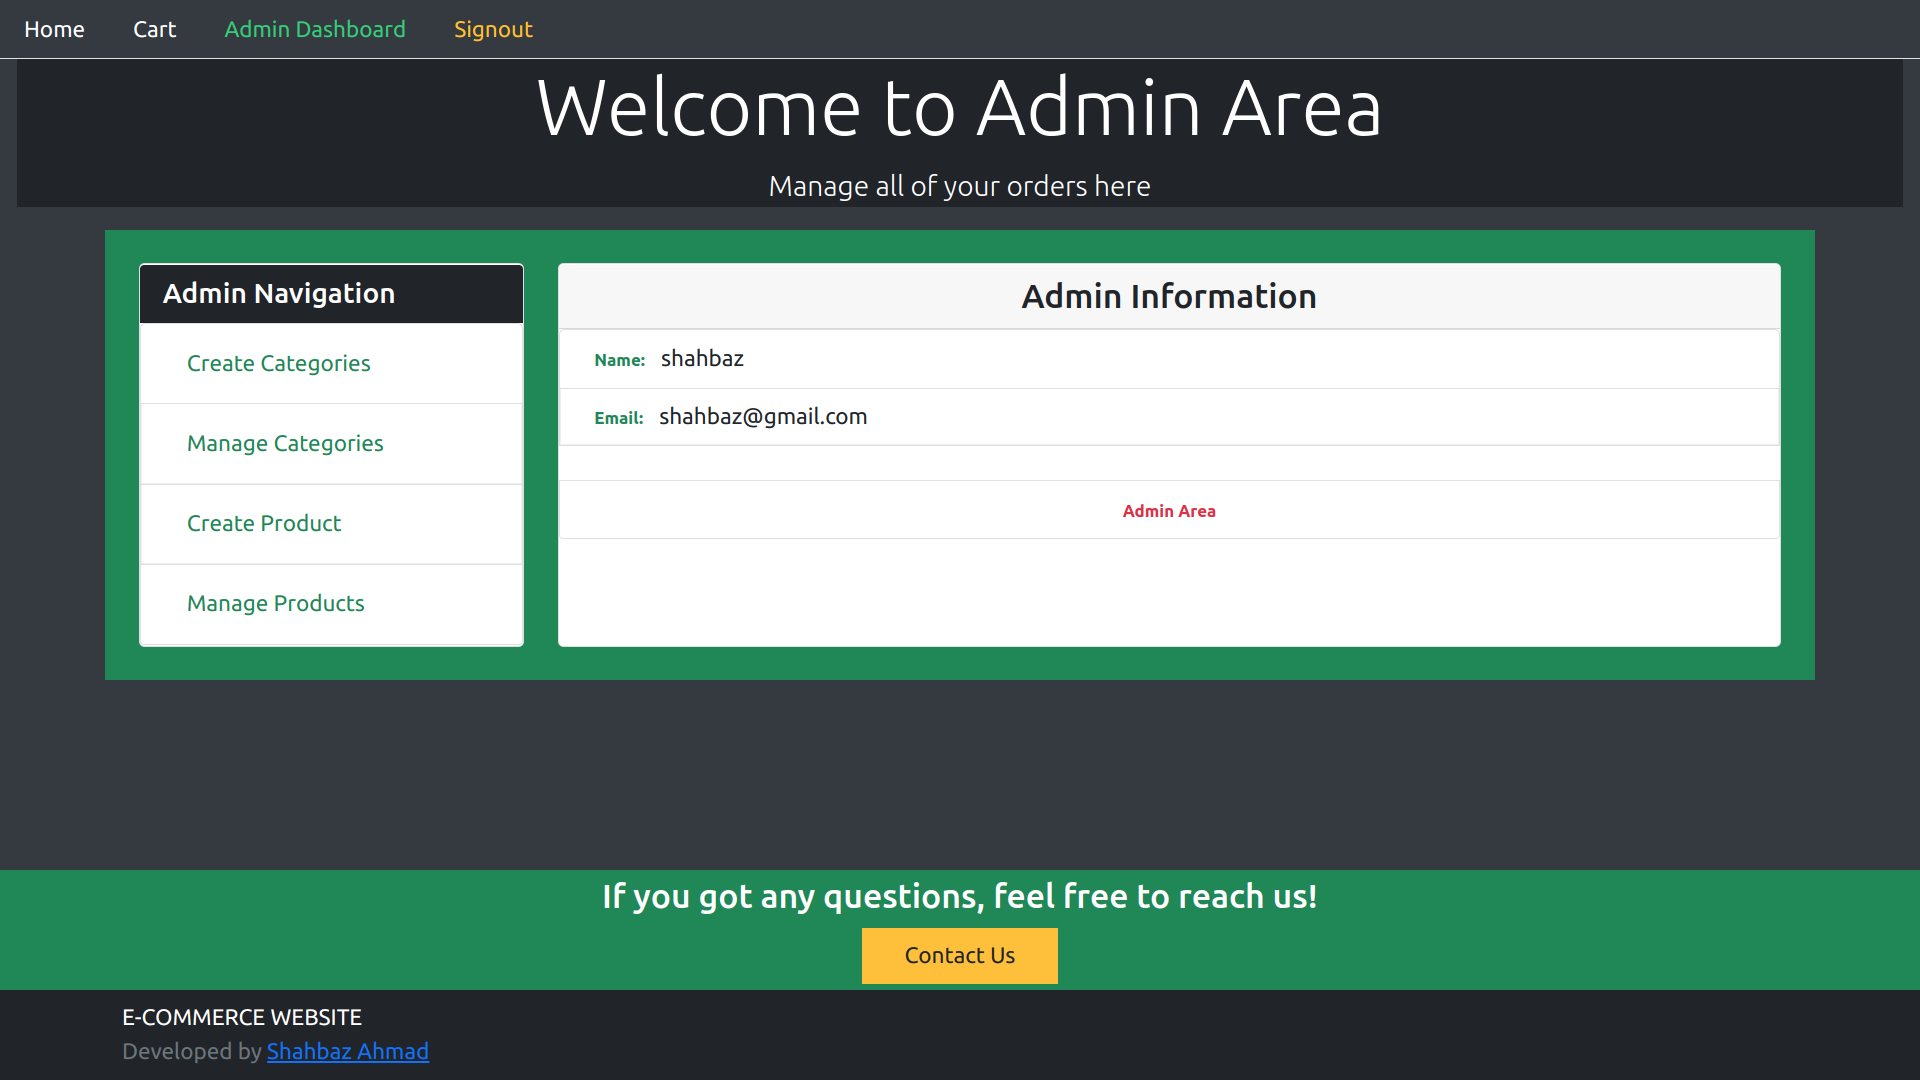 Home Cart Admin Dashboard Signout
Welcome to Admin Area
Manage all of your orders here
Admin Navigation
Create Categories
Manage Categories
Create Product
Manage Products
Admin Information
Name: shahbaz
Email: shahbaz@gmail.com
Admin Area
If you got any questions, feel free to reach us!
Contact Us
E-COMMERCE WEBSITE
Developed by Shahbaz Ahmad